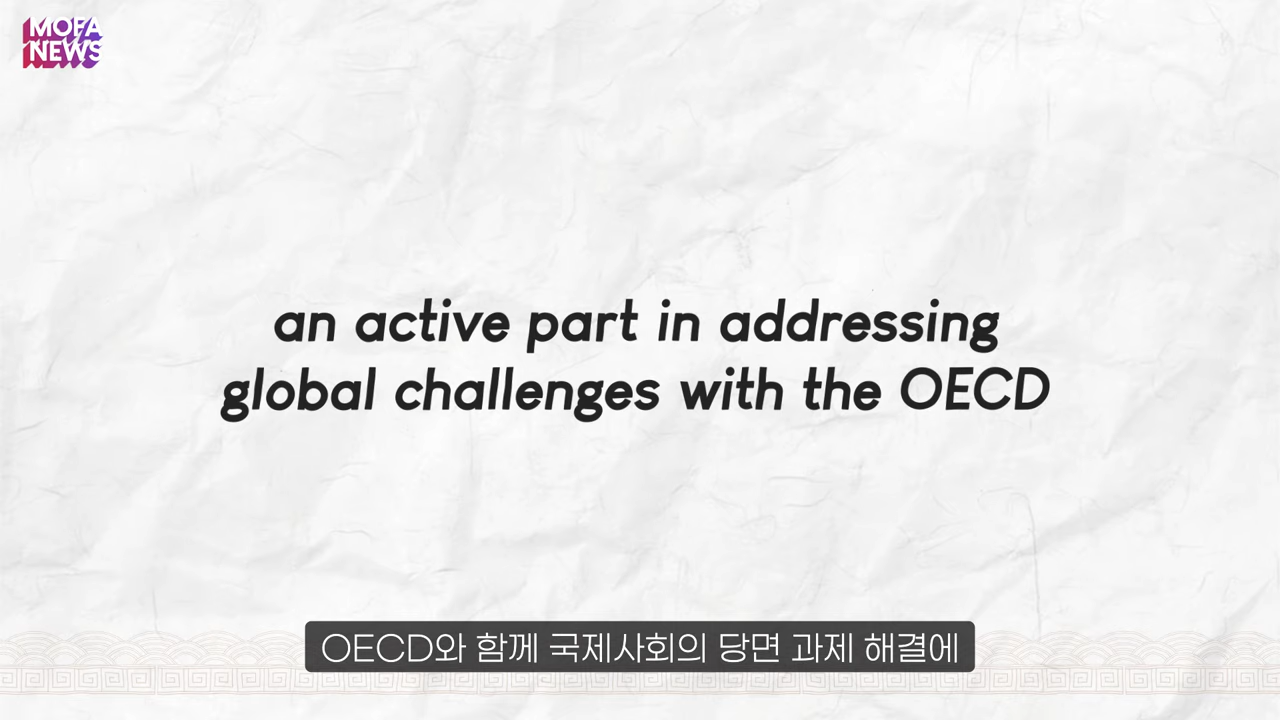 MOFA
NEWS
an active part in addressing
global challenges with the OECD
OECD와 함께 국제사회의 당면 과제 해결에